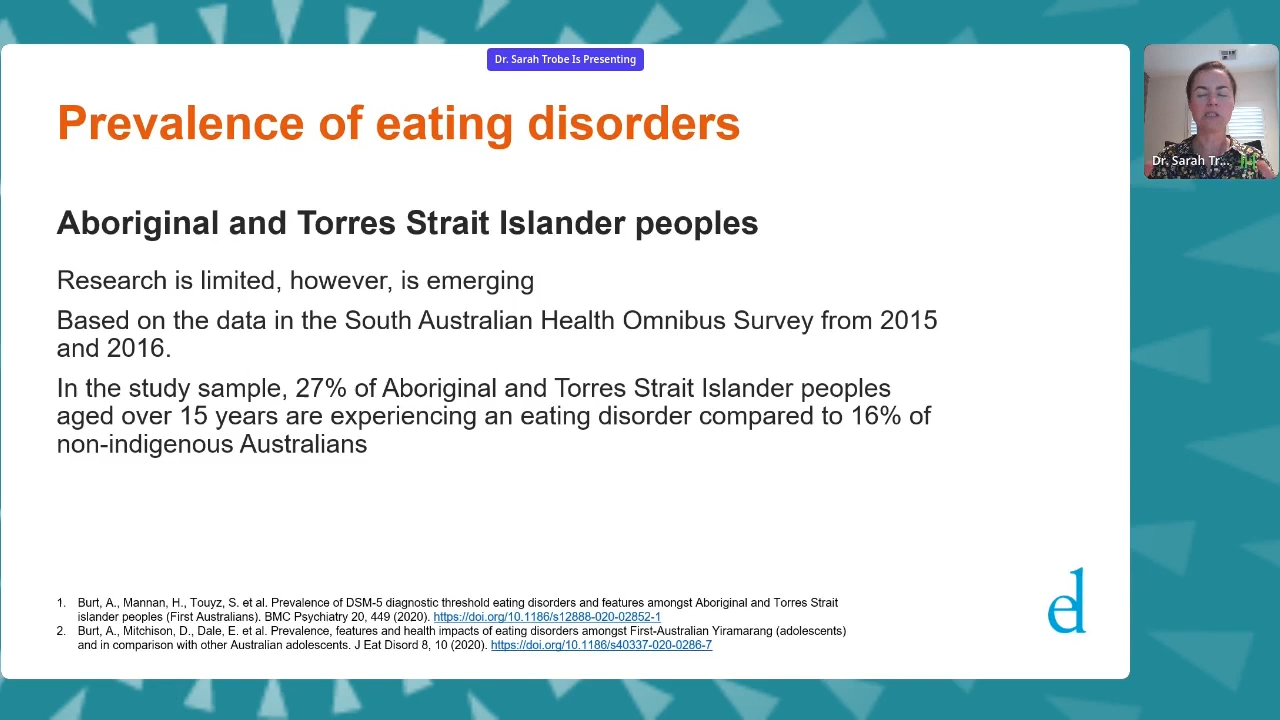 Dr. Sarah Trobe Is Presenting
Prevalence of eating disorders
Dr. Sarah Tr...
Aboriginal and Torres Strait Islander peoples
Research is limited, however, is emerging
Based on the data in the South Australian Health Omnibus Survey from 2015
and 2016.
In the study sample, 27% of Aboriginal and Torres Strait Islander peoples
aged over 15 years are experiencing an eating disorder compared to 16% of
non-indigenous Australians
1. Burt, A., Mannan, H., Touyz, S. et al. Prevalence of DSM-5 diagnostic threshold eating disorders and features amongst Aboriginal and Torres Strait
islander peoples (First Australians). BMC Psychiatry 20, 449 (2020). https://doi.org/10.1186/s12888-020-02852-1
2. Burt, A., Mitchison, D., Dale, E. et al. Prevalence, features and health impacts of eating disorders amongst First-Australian Yiramarang (adolescents)
and in comparison with other Australian adolescents. J Eat Disord 8, 10 (2020). https://doi.org/10.1186/s40337-020-0286-7
ed